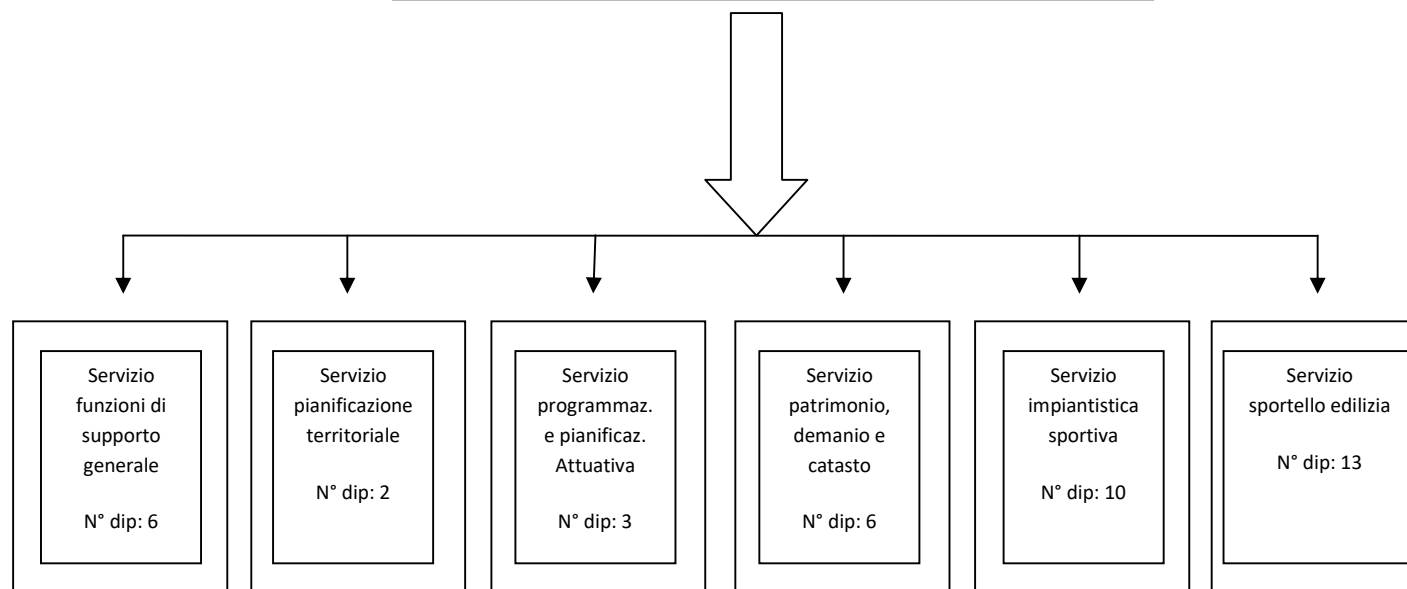 Servizio
funzioni di
supporto
generale
N° dip: 6
Servizio
pianificazione
territoriale
N° dip: 2
Servizio
programmaz.
e pianificaz.
Attuativa
N° dip: 3
Servizio
patrimonio,
demanio e
catasto
N° dip: 6
Servizio
impiantistica
sportiva
N° dip: 10
Servizio
sportello edilizia
N° dip: 13